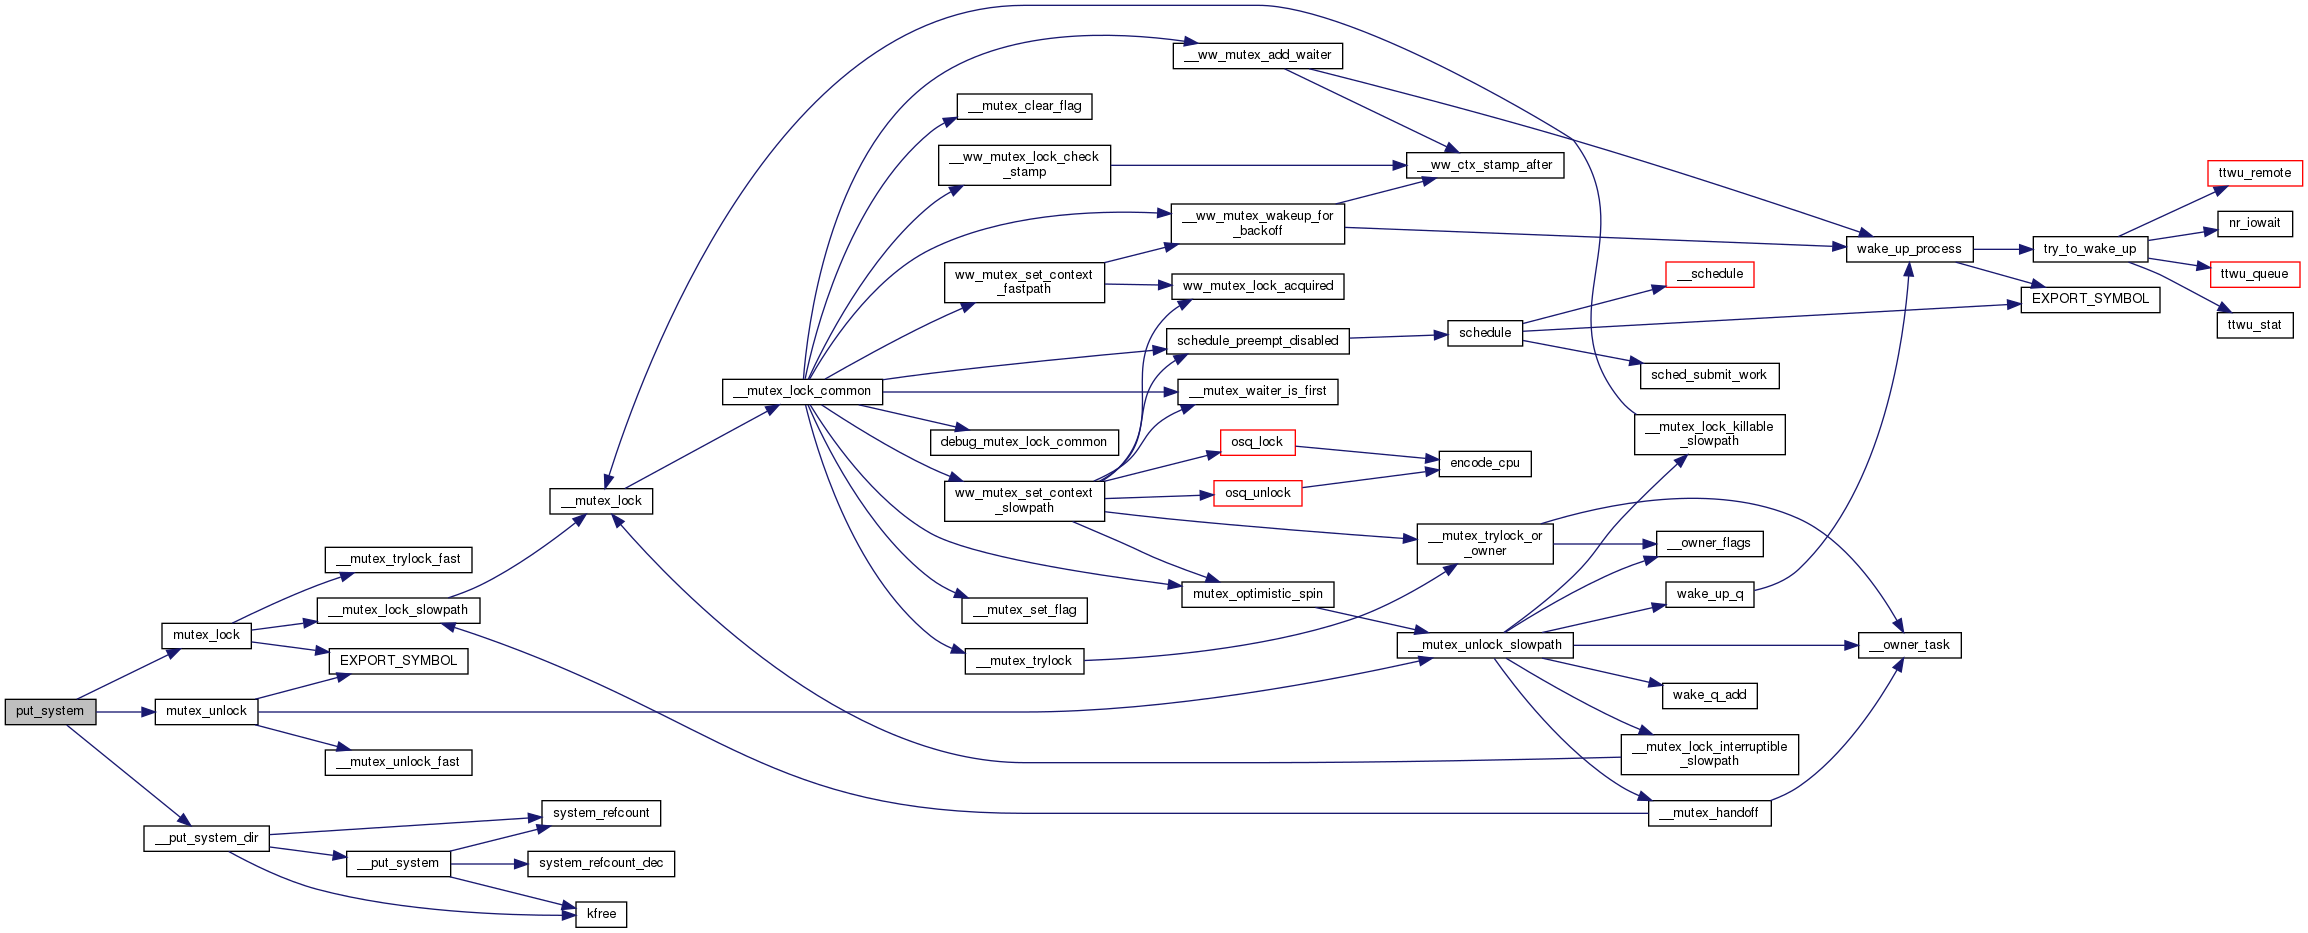 __ww_mutex_add_waiter
__mutex_clear_flag
__ww_mutex_lock_check
_stamp
__ww_ctx_stamp_after
ttwu_remote
__ww_mutex_wakeup_for
_backoff
nr_iowait
wake_up_process
try_to_wake_up
ww_mutex_set_context
_fastpath
ww_mutex_lock_acquired
__schedule
ttwu_queue
EXPORT_SYMBOL
schedule_preempt_disabled
schedule
ttwu_stat
sched_submit_work
__mutex_lock_common
__mutex_waiter_is_first
debug_mutex_lock_common
osq_lock
__mutex_lock_killable
_slowpath
encode_cpu
__mutex_lock
ww_mutex_set_context
_slowpath
osq_unlock
__mutex_trylock_or
_owner
__owner_flags
__mutex_trylock_fast
mutex_optimistic_spin
wake_up_q
__mutex_lock_slowpath
__mutex_set_flag
mutex_lock
__mutex_unlock_slowpath
__owner_task
EXPORT_SYMBOL
__mutex_trylock
wake_q_add
put_system
mutex_unlock
__mutex_lock_interruptible
_slowpath
__mutex_unlock_fast
__mutex_handoff
system_refcount
__put_system_dir
__put_system
system_refcount_dec
kfree